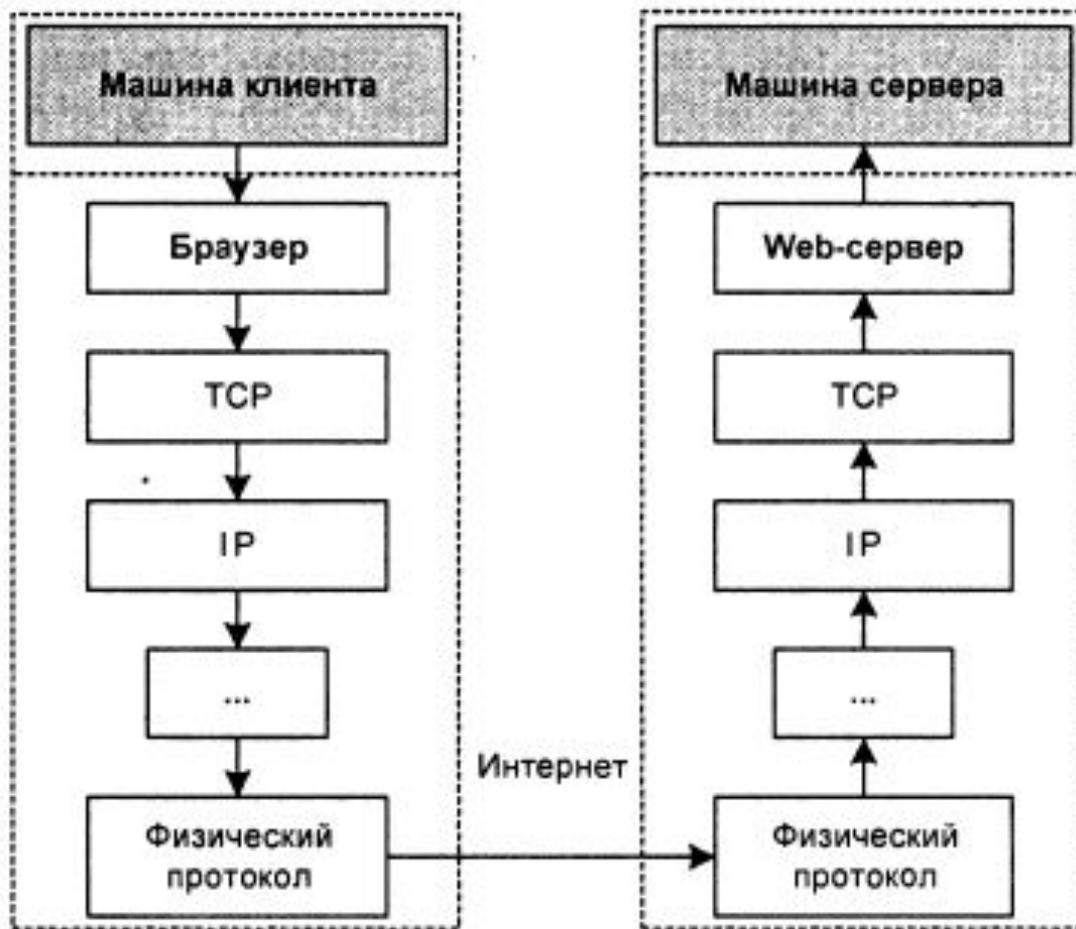 Машина клиента
Браузер
TCP
IP
...
Физический
протокол
Интернет
Машина сервера
Web-сервер
TCP
IP
...
Физический
протокол